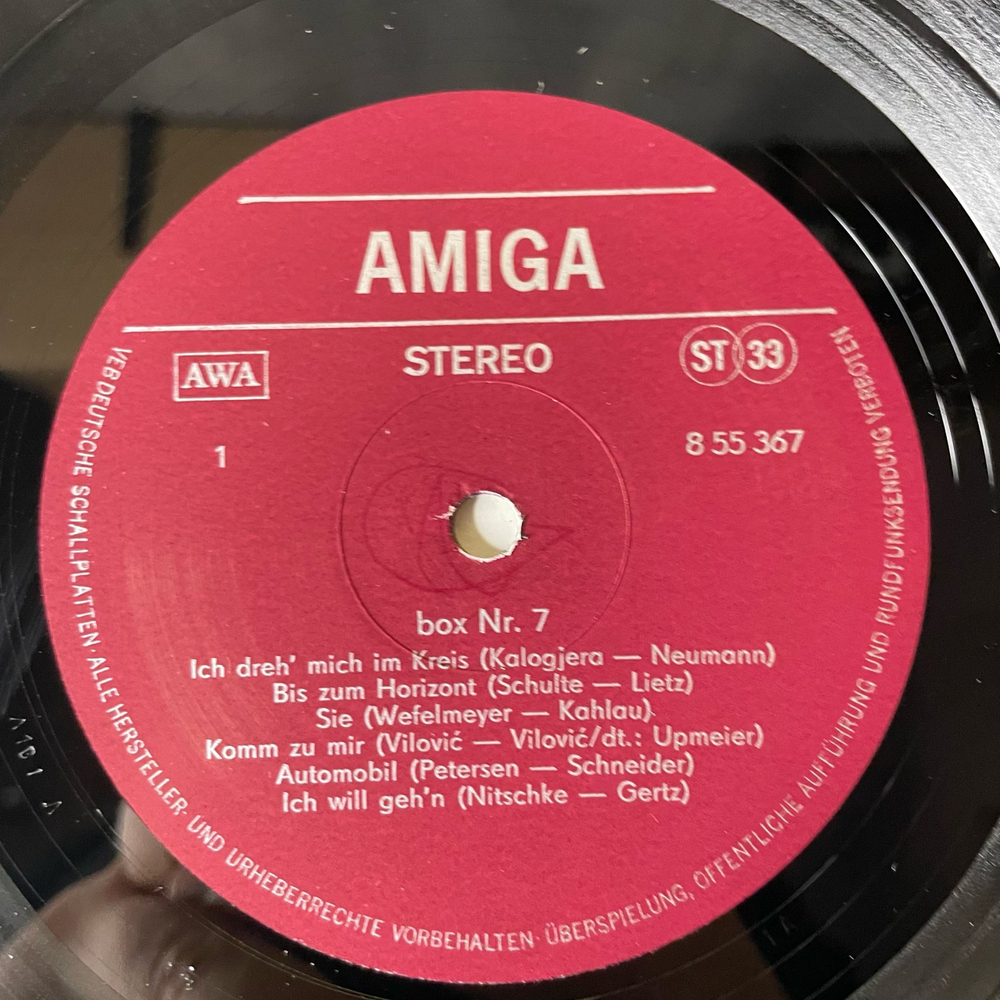 AMIGA
AWA
STEREO
ST 33
1
8 55 367
box Nr. 7
Ich dreh' mich im Kreis (Kalogjera — Neumann)
Bis zum Horizont (Schulte — Lietz)
Sie (Wefelmeyer — Kahlau)
Komm zu mir (Vilović — Vilović/dt.: Upmeier)
Automobil (Petersen — Schneider)
Ich will geh'n (Nitschke — Gertz)
VEB DEUTSCHE SCHALLPLATTEN · ALLE HERSTELLER- UND URHEBERRECHTE VORBEHALTEN · ÜBERSPIELUNG, ÖFFENTLICHE AUFFÜHRUNG UND RUNDFUNKSENDUNG VERBOTEN